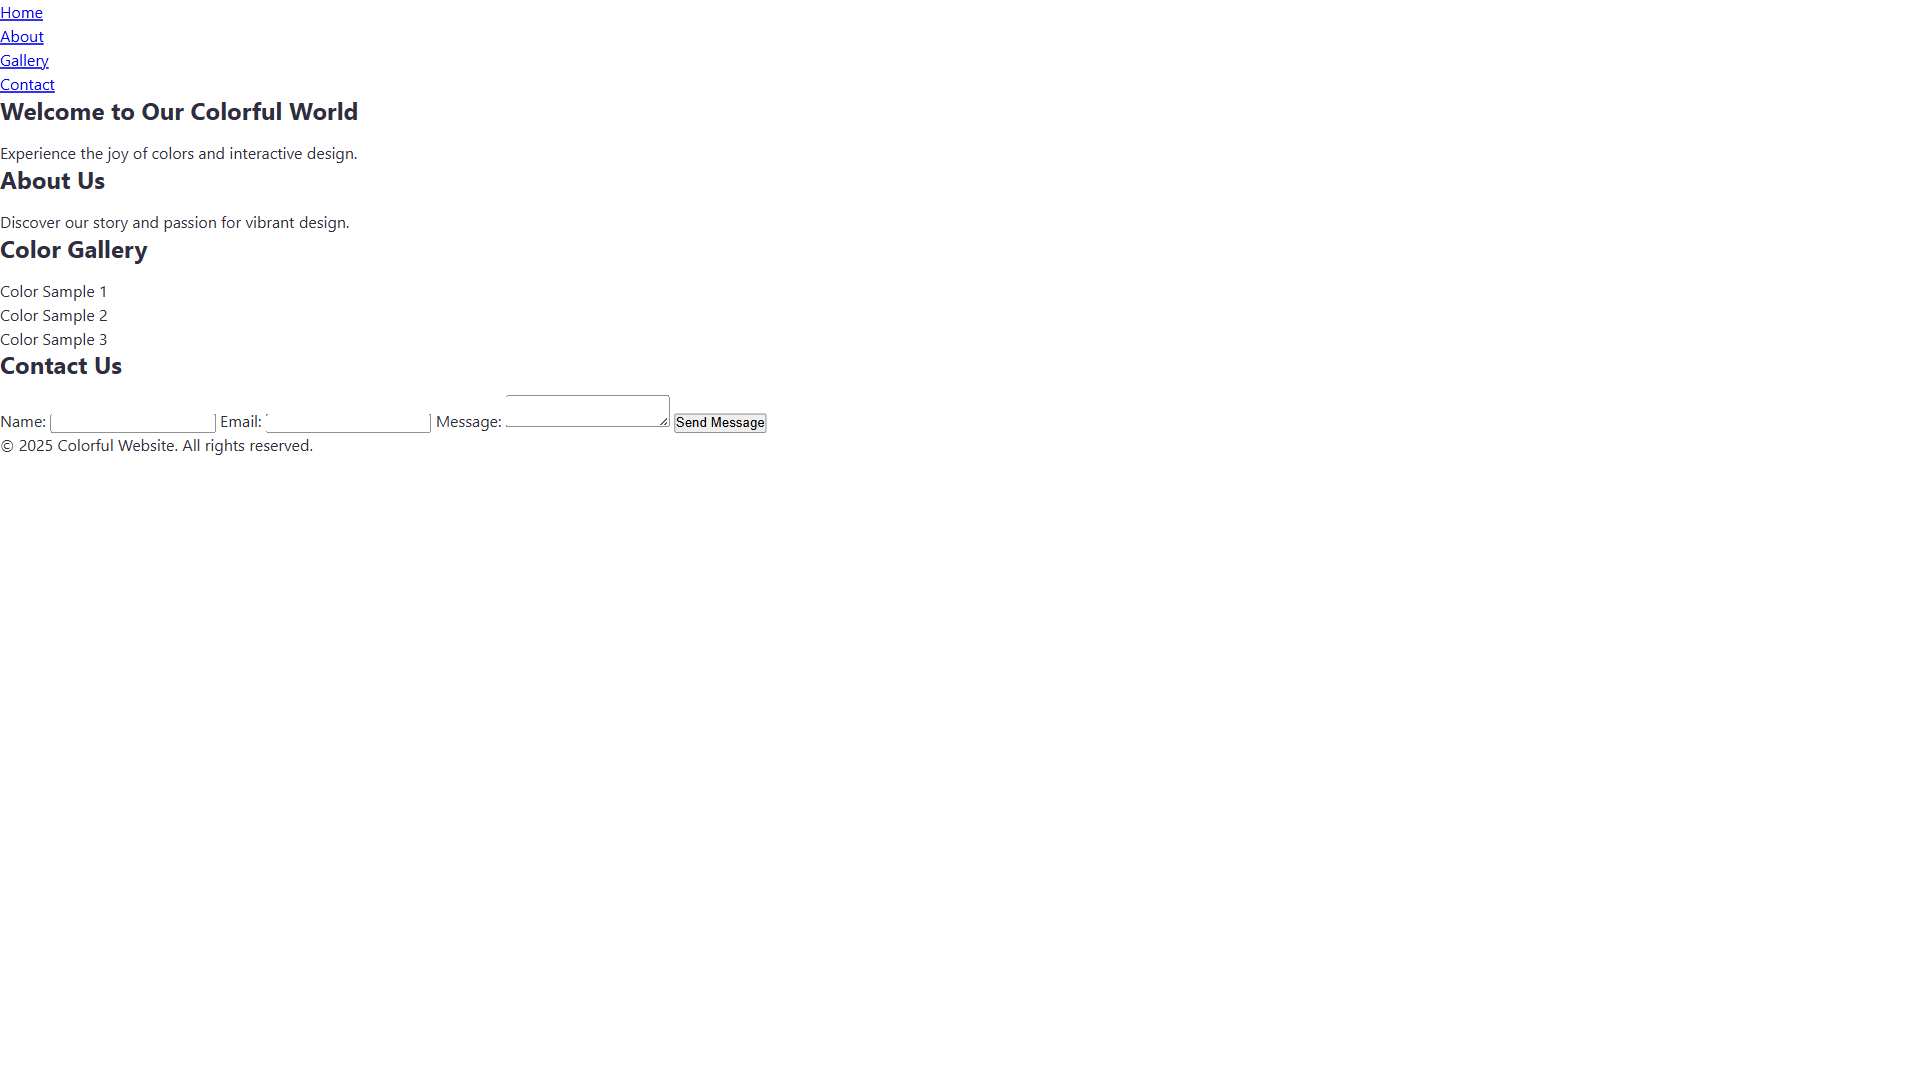 Home
About
Gallery
Contact
Welcome to Our Colorful World
Experience the joy of colors and interactive design.
About Us
Discover our story and passion for vibrant design.
Color Gallery
Color Sample 1
Color Sample 2
Color Sample 3
Contact Us
Name: Email: Message: Send Message
© 2025 Colorful Website. All rights reserved.